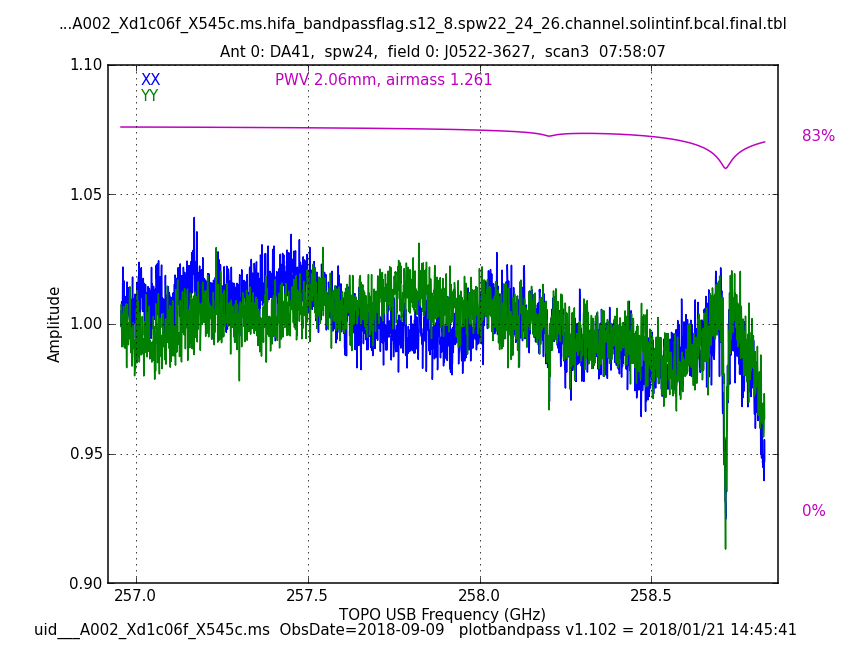 ...A002_Xd1c06f_X545c.ms.hifa_bandpassflag.s12_8.spw22_24_26.channel.solintinf.bcal.final.tbl
Ant 0: DA41,  spw24,  field 0: J0522-3627,  scan3  07:58:07
XX
YY
PWV 2.06mm, airmass 1.261
83%
0%
1.10
1.05
1.00
0.95
0.90
Amplitude
257.0
257.5
258.0
258.5
TOPO USB Frequency (GHz)
uid___A002_Xd1c06f_X545c.ms  ObsDate=2018-09-09   plotbandpass v1.102 = 2018/01/21 14:45:41